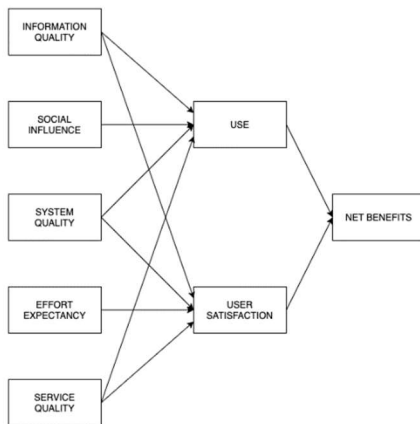 INFORMATION
QUALITY
SOCIAL
INFLUENCE
USE
SYSTEM
QUALITY
NET BENEFITS
EFFORT
EXPECTANCY
USER
SATISFACTION
SERVICE
QUALITY